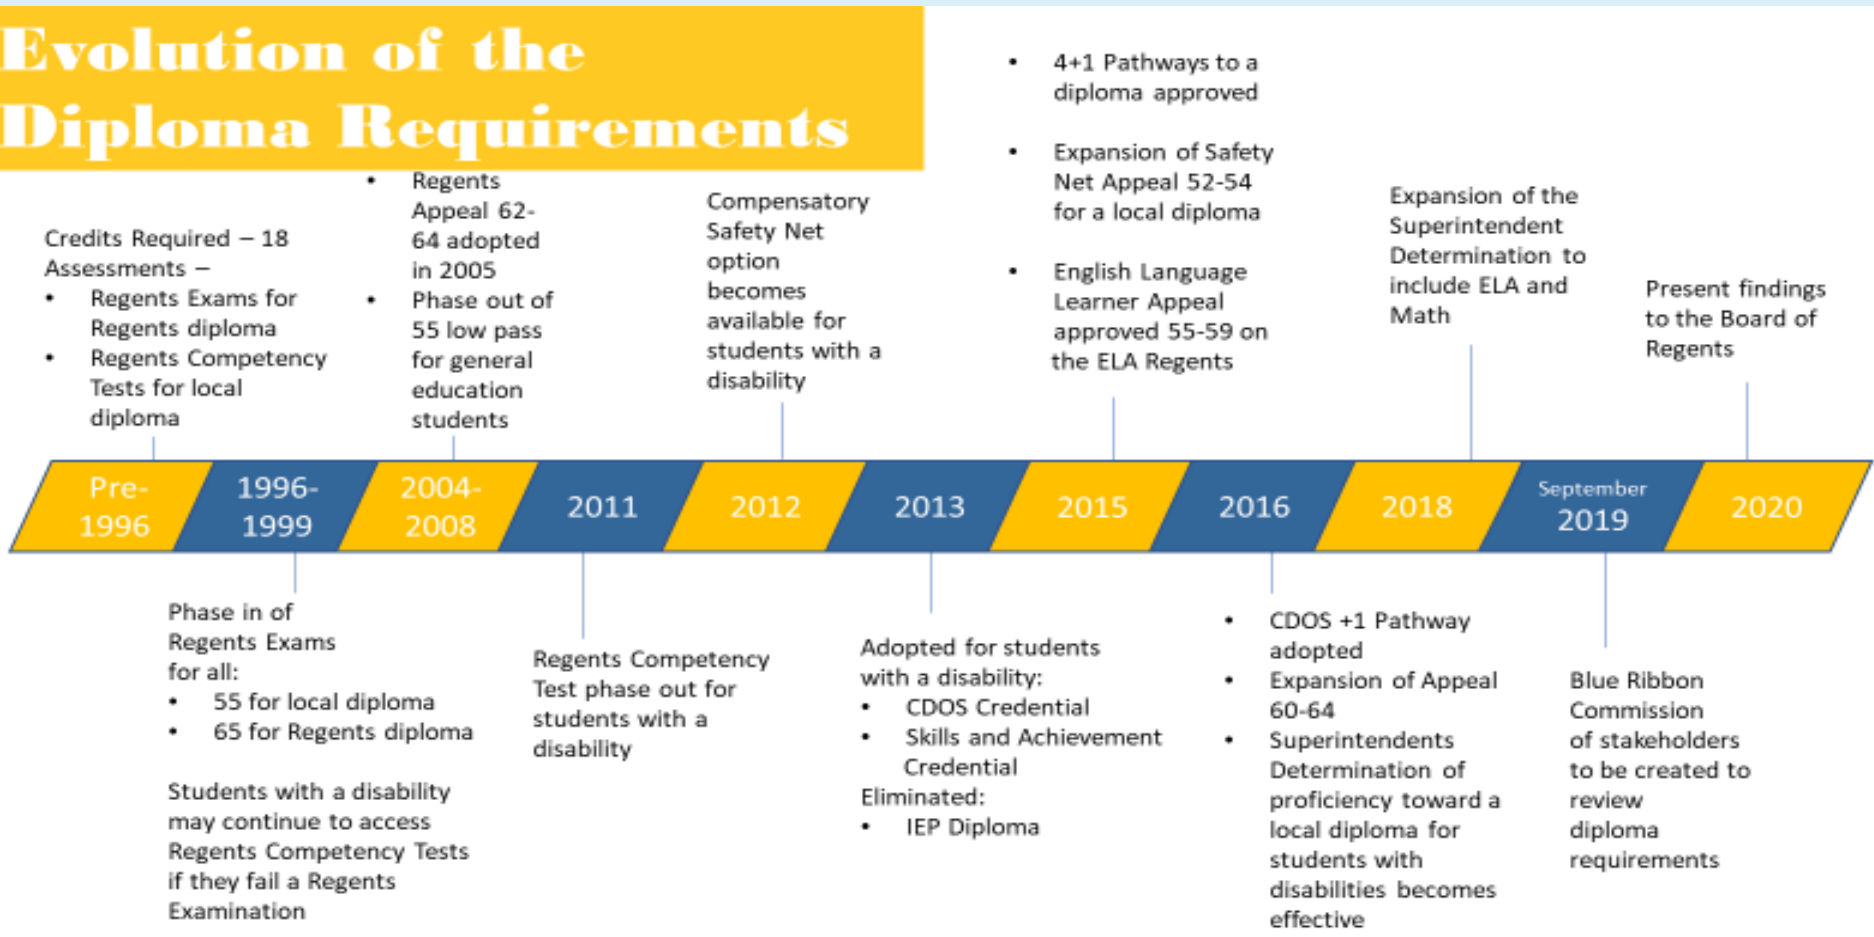 Evolution of the
Diploma Requirements
Credits Required – 18
Assessments –
• Regents Exams for
Regents diploma
• Regents Competency
Tests for local
diploma
• Regents
Appeal 62-
64 adopted
in 2005
• Phase out of
55 low pass
for general
education
students
Compensatory
Safety Net
option
becomes
available for
students with a
disability
• 4+1 Pathways to a
diploma approved
• Expansion of Safety
Net Appeal 52-54
for a local diploma
• English Language
Learner Appeal
approved 55-59 on
the ELA Regents
Expansion of the
Superintendent
Determination to
include ELA and
Math
Present findings
to the Board of
Regents
Pre-
1996
1996-
1999
2004-
2008
2011
2012
2013
2015
2016
2018
September
2019
2020
Phase in of
Regents Exams
for all:
• 55 for local diploma
• 65 for Regents diploma
Students with a disability
may continue to access
Regents Competency Tests
if they fail a Regents
Examination
Regents Competency
Test phase out for
students with a
disability
Adopted for students
with a disability:
• CDOS Credential
• Skills and Achievement
Credential
Eliminated:
• IEP Diploma
• CDOS +1 Pathway
adopted
• Expansion of Appeal
60-64
• Superintendents
Determination of
proficiency toward a
local diploma for
students with
disabilities becomes
effective
Blue Ribbon
Commission
of stakeholders
to be created to
review
diploma
requirements